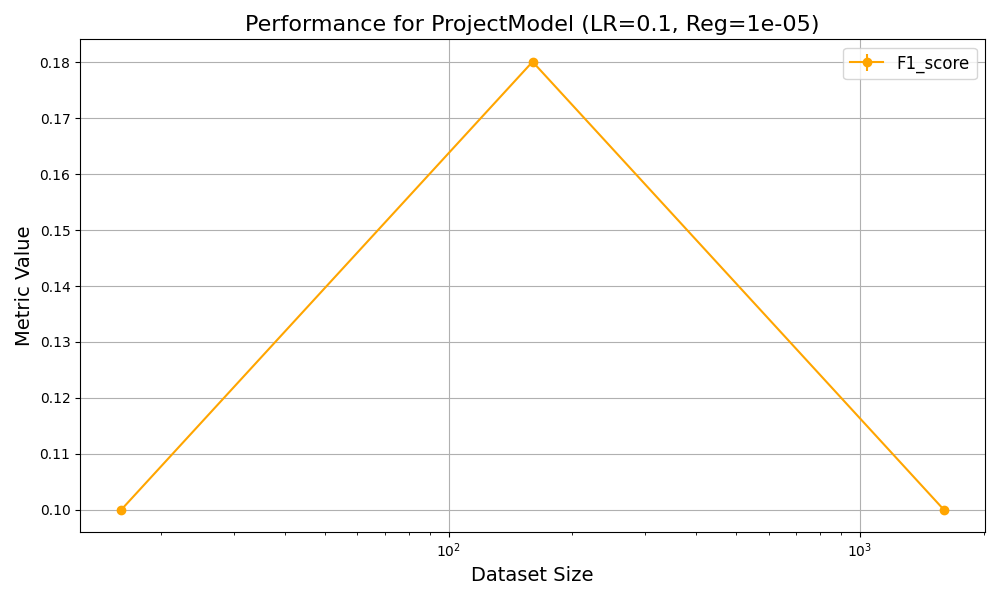 Performance for ProjectModel (LR=0.1, Reg=1e-05)
F1_score
0.18
0.17
0.16
0.15
0.14
0.13
0.12
0.11
0.10
Metric Value
10²
10³
Dataset Size